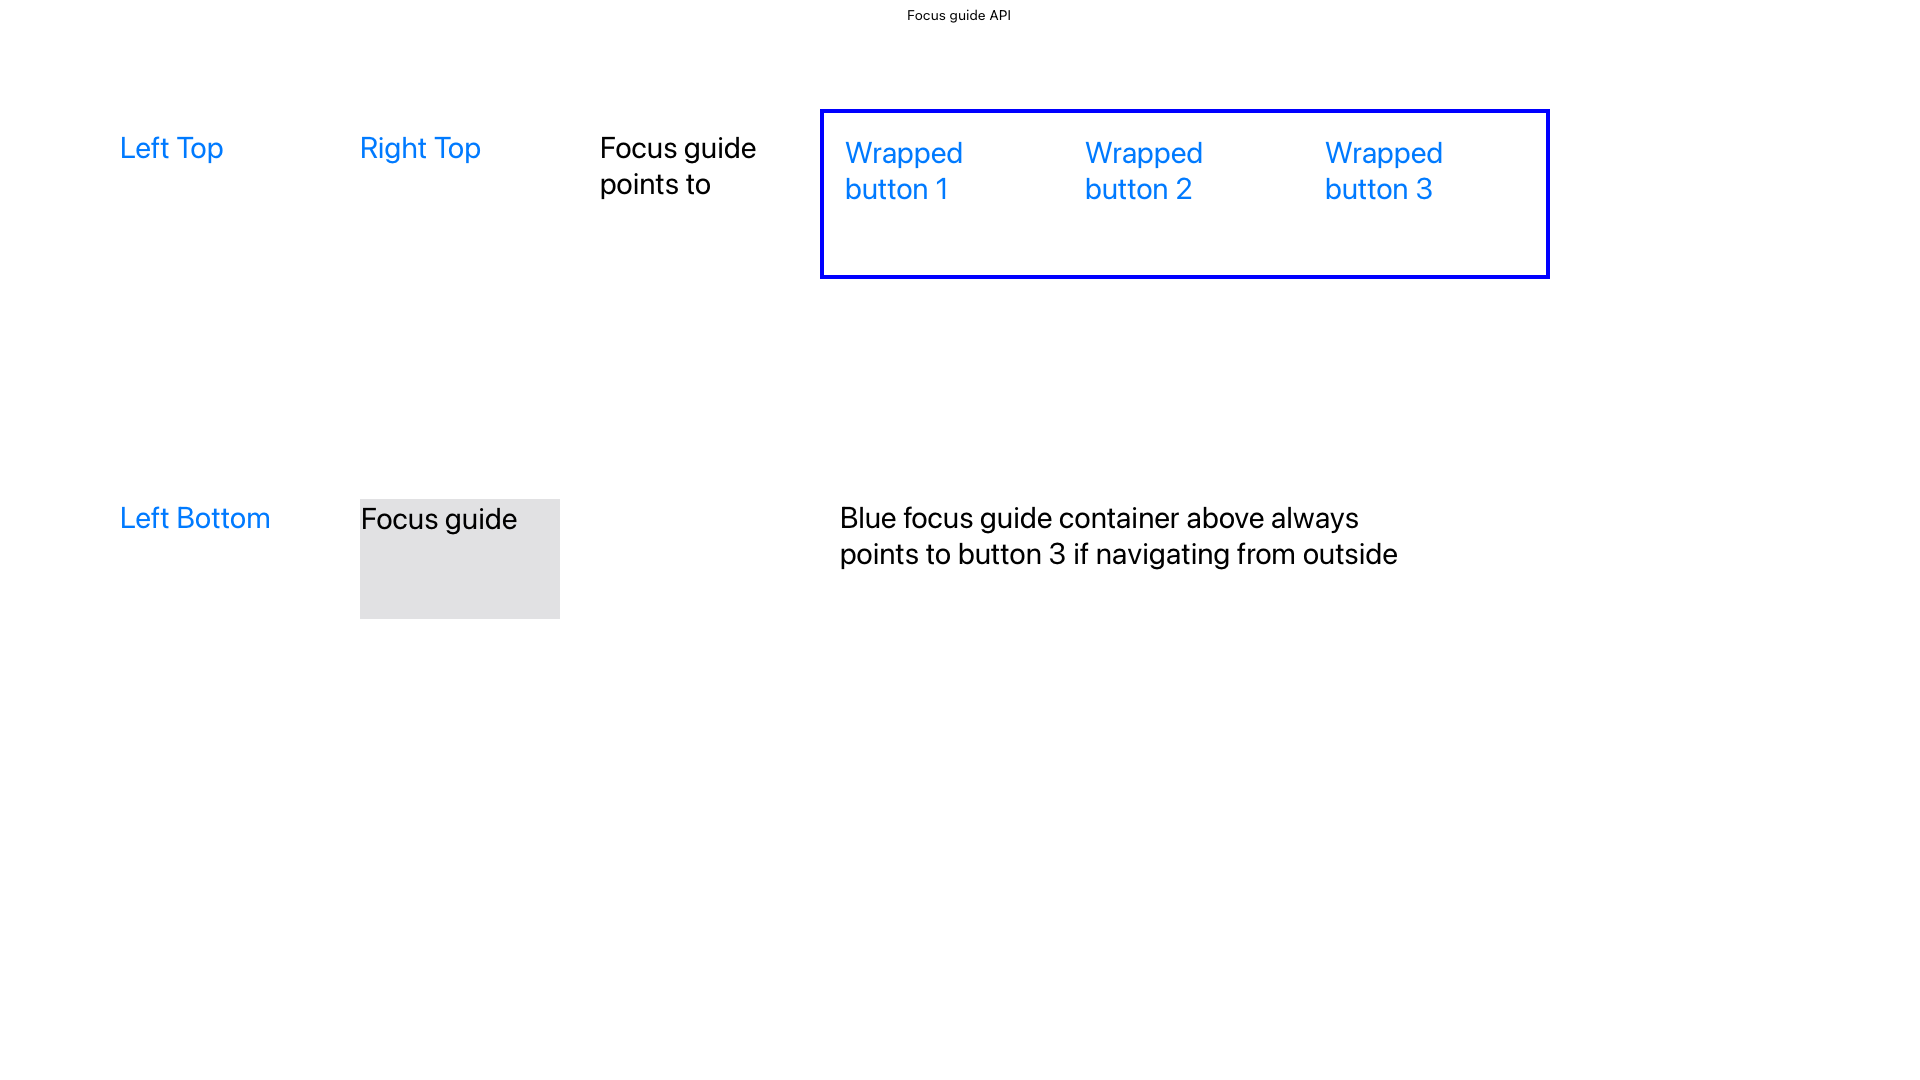 Focus guide API
Left Top
Right Top
Focus guide
points to
Wrapped
button 1
Wrapped
button 2
Wrapped
button 3
Left Bottom
Focus guide
Blue focus guide container above always
points to button 3 if navigating from outside